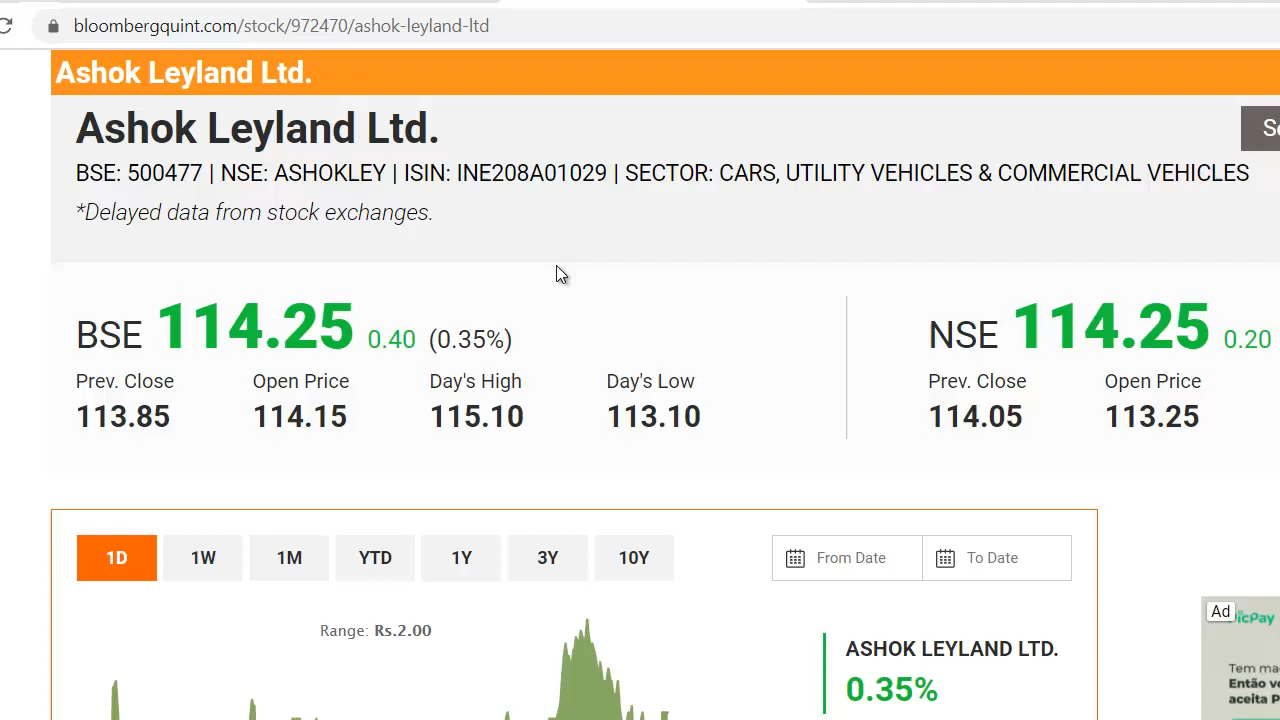 bloombergquint.com/stock/972470/ashok-leyland-ltd
Ashok Leyland Ltd.
Ashok Leyland Ltd.
BSE: 500477 | NSE: ASHOKLEY | ISIN: INE208A01029 | SECTOR: CARS, UTILITY VEHICLES & COMMERCIAL VEHICLES
*Delayed data from stock exchanges.
BSE 114.25 0.40 (0.35%)
Prev. Close Open Price Day's High Day's Low
113.85 114.15 115.10 113.10
NSE 114.25 0.20
Prev. Close Open Price
114.05 113.25
1D 1W 1M YTD 1Y 3Y 10Y
From Date To Date
Range: Rs.2.00
ASHOK LEYLAND LTD.
0.35%
Ad
PicPay
Tem
Então
aceita